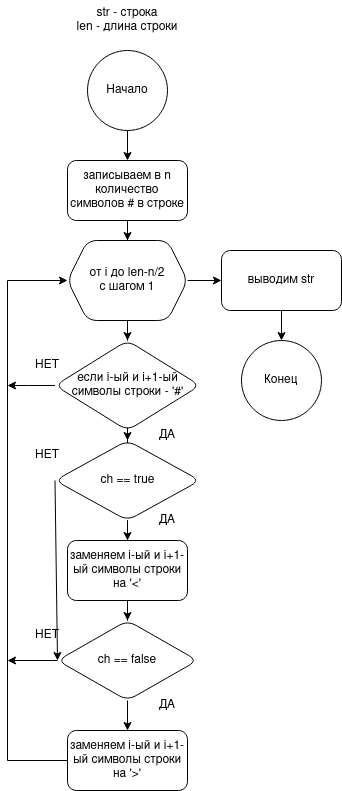 str - строка
len - длина строки
Начало
записываем в n
количество
символов # в строке
от i до len-n/2
с шагом 1
выводим str
Конец
НЕТ
если i-ый и i+1-ый
символы строки - '#'
ДА
НЕТ
ch == true
ДА
заменяем i-ый и i+1-
ый символы строки
на '<'
НЕТ
ch == false
ДА
заменяем i-ый и i+1-
ый символы строки
на '>'